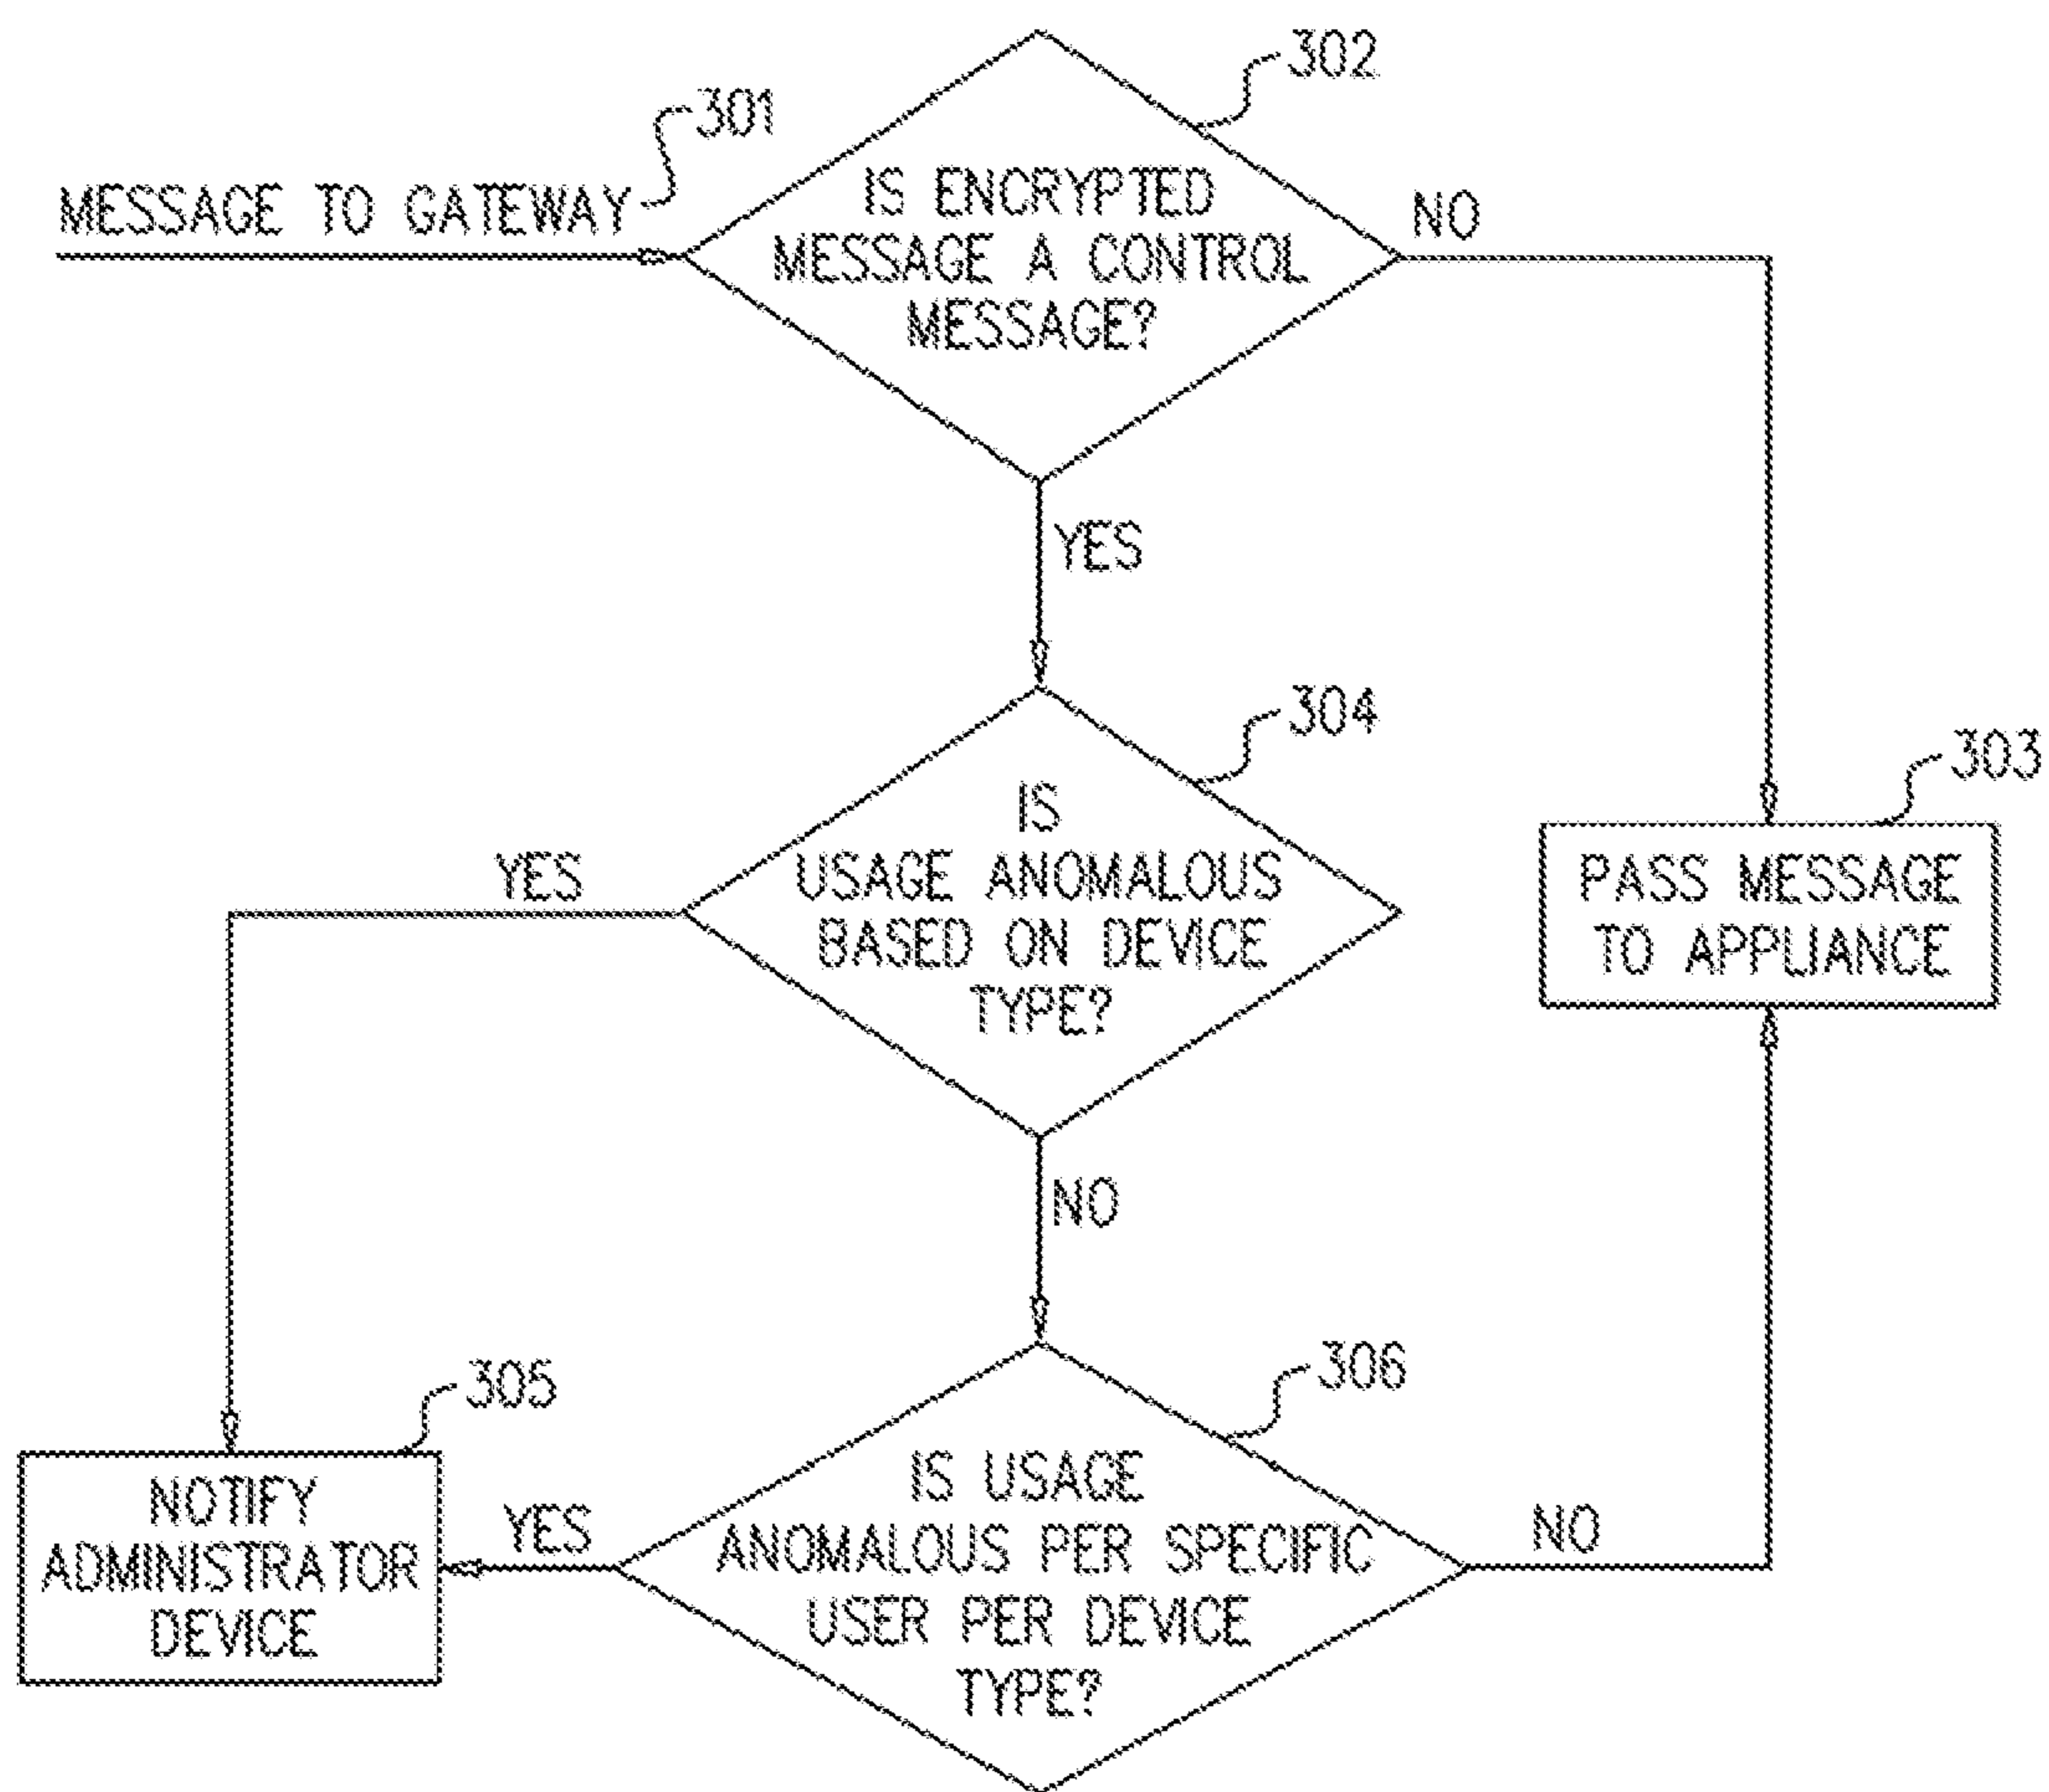 302
301
MESSAGE TO GATEWAY
IS ENCRYPTED
MESSAGE A CONTROL
MESSAGE?
NO
YES
304
IS
USAGE ANOMALOUS
BASED ON DEVICE
TYPE?
YES
303
PASS MESSAGE
TO APPLIANCE
NO
305
NOTIFY
ADMINISTRATOR
DEVICE
YES
306
IS USAGE
ANOMALOUS PER SPECIFIC
USER PER DEVICE
TYPE?
NO